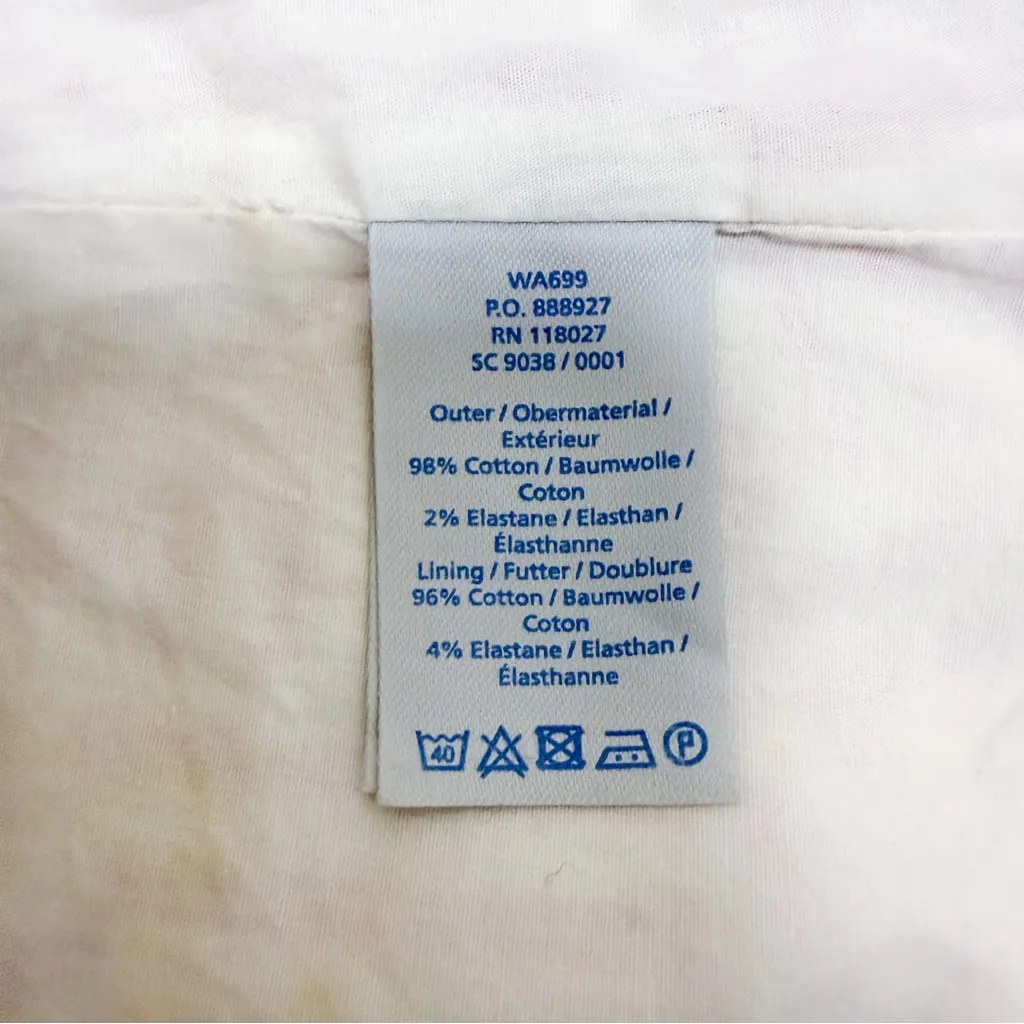 WA699
P.O. 888927
RN 118027
SC 9038 / 0001
Outer / Obermaterial /
Extérieur
98% Cotton / Baumwolle /
Coton
2% Elastane / Elasthan /
Élasthanne
Lining / Futter / Doublure
96% Cotton / Baumwolle /
Coton
4% Elastane / Elasthan /
Élasthanne
40 P